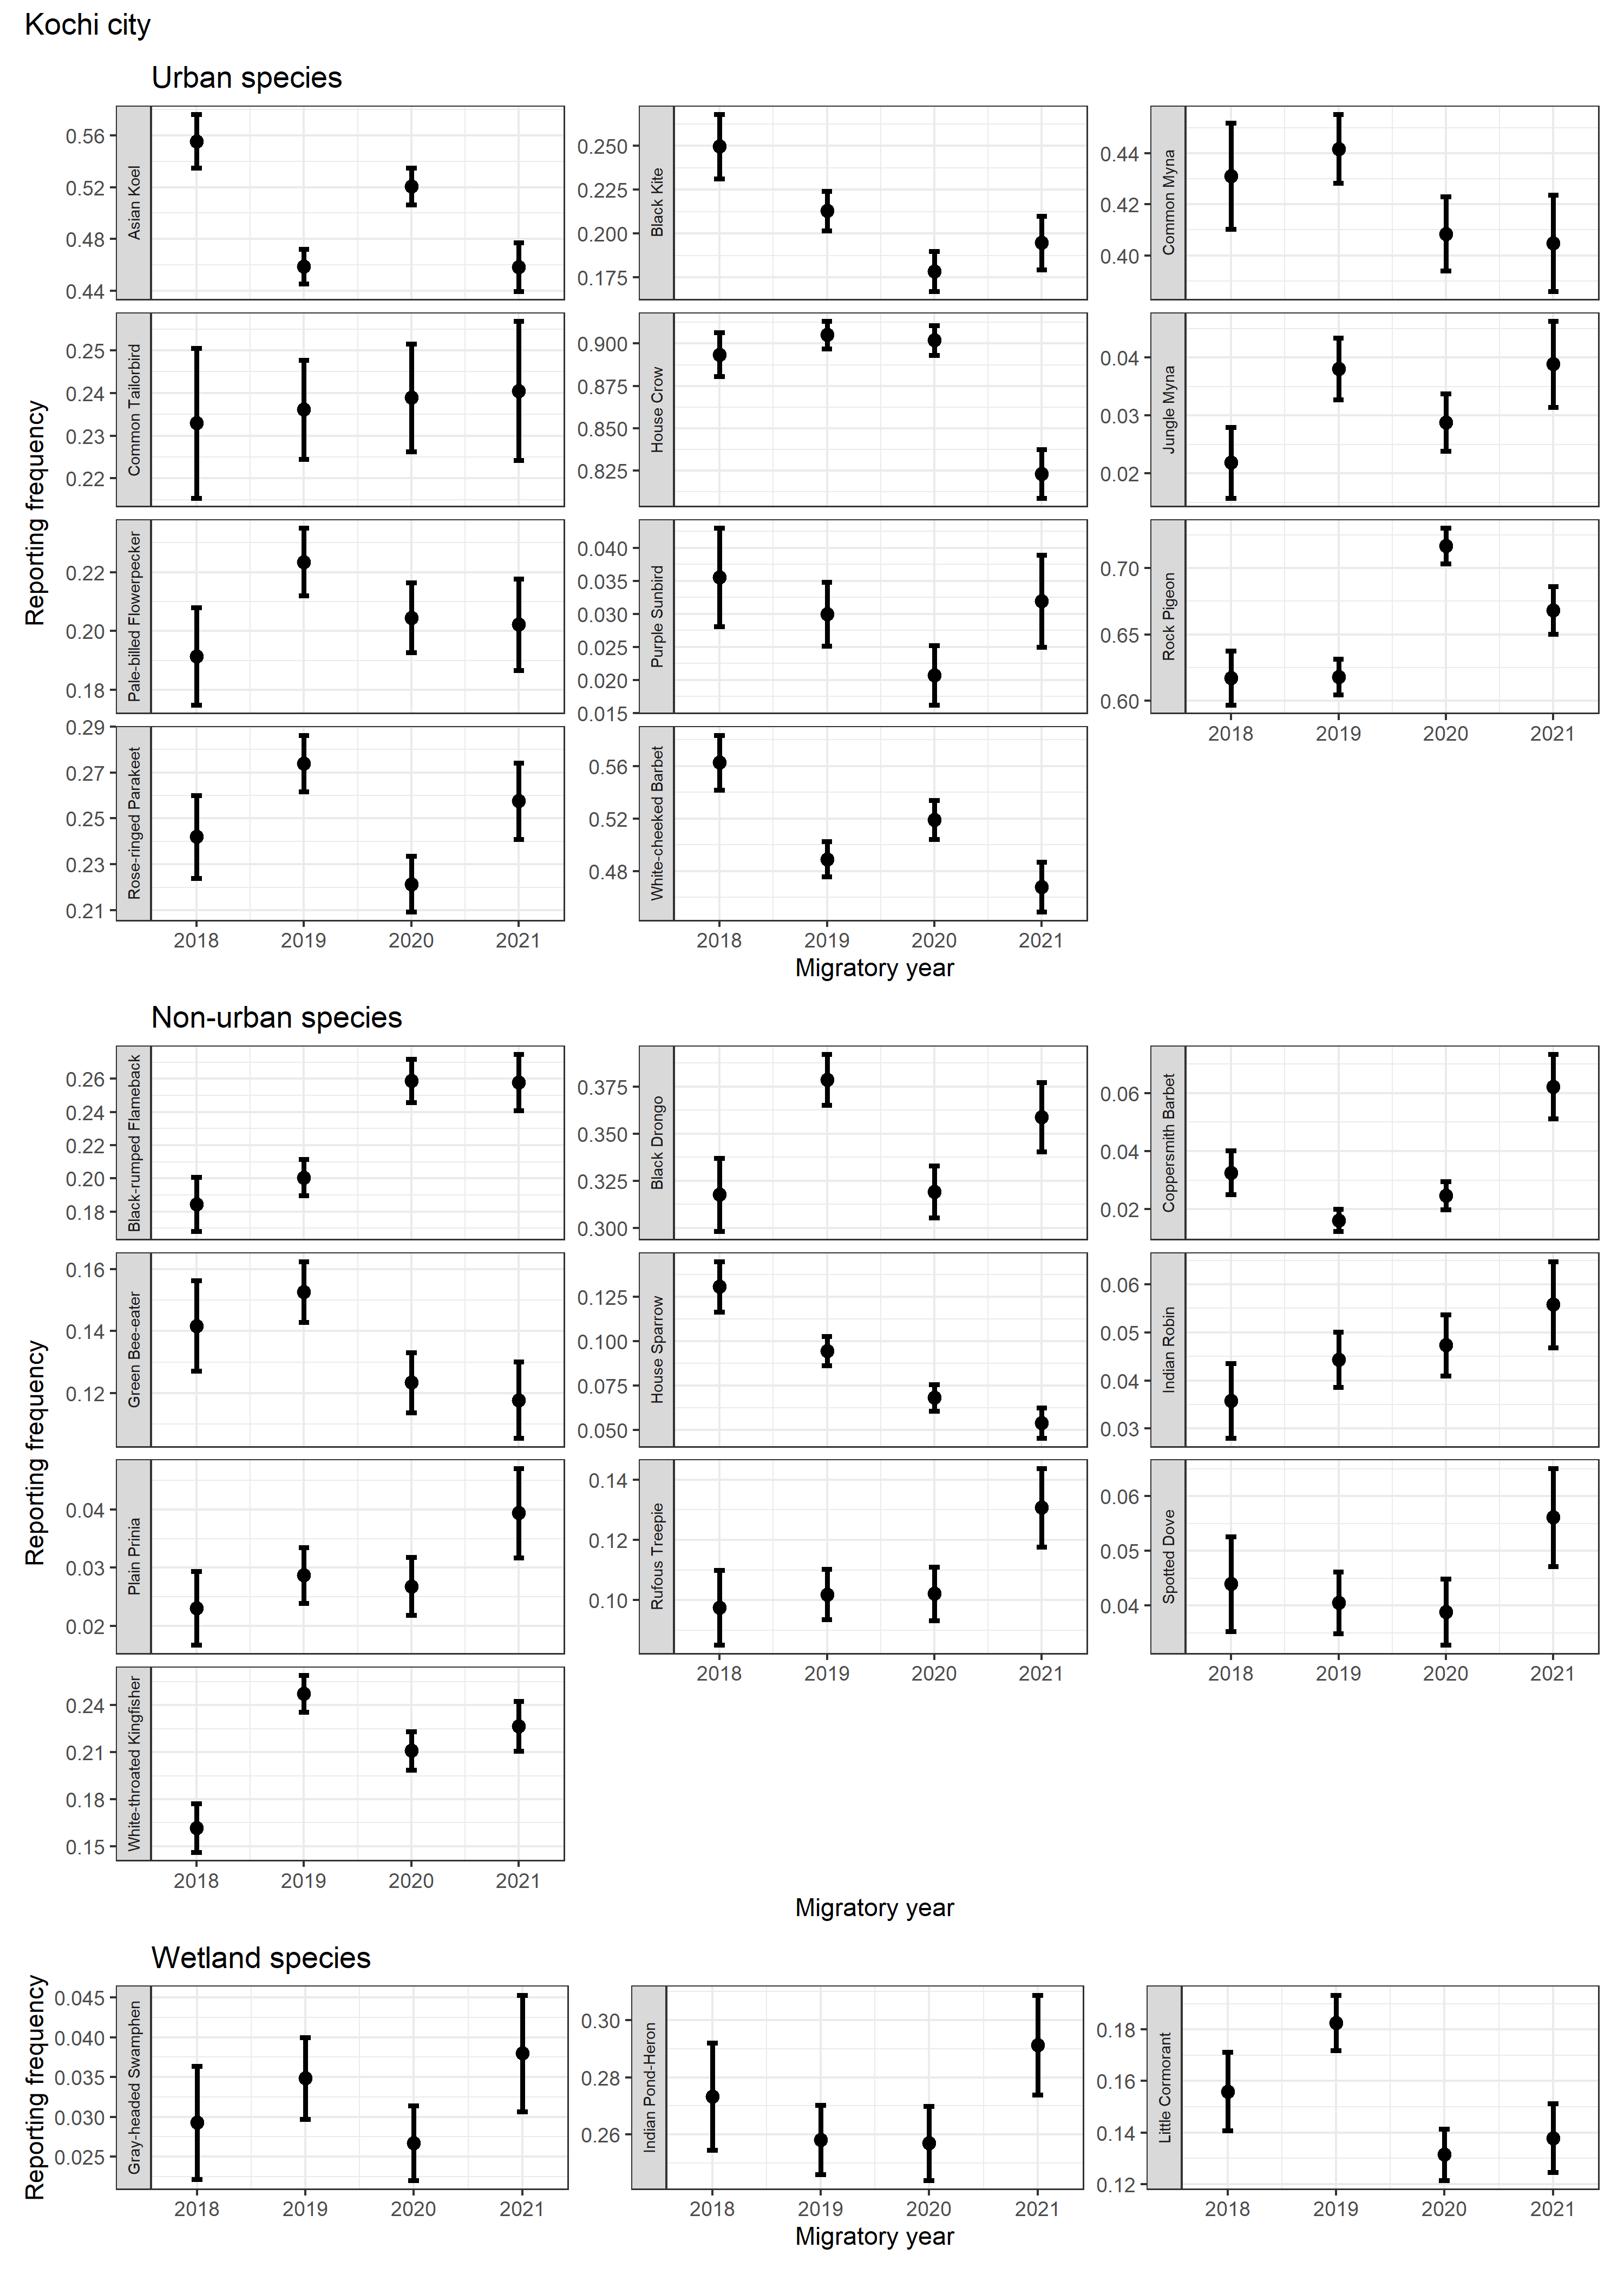 Kochi city
Urban species
Reporting frequency
Asian Koel
0.56
0.52
0.48
0.44
Black Kite
0.250
0.225
0.200
0.175
Common Myna
0.44
0.42
0.40
Common Tailorbird
0.25
0.24
0.23
0.22
House Crow
0.900
0.875
0.850
0.825
Jungle Myna
0.04
0.03
0.02
Pale-billed Flowerpecker
0.22
0.20
0.18
Purple Sunbird
0.040
0.035
0.030
0.025
0.020
0.015
Rock Pigeon
0.70
0.65
0.60
2018 2019 2020 2021
Rose-ringed Parakeet
0.29
0.27
0.25
0.23
0.21
2018 2019 2020 2021
White-cheeked Barbet
0.56
0.52
0.48
2018 2019 2020 2021
Migratory year
Non-urban species
Reporting frequency
Black-rumped Flameback
0.26
0.24
0.22
0.20
0.18
Black Drongo
0.375
0.350
0.325
0.300
Coppersmith Barbet
0.06
0.04
0.02
Green Bee-eater
0.16
0.14
0.12
House Sparrow
0.125
0.100
0.075
0.050
Indian Robin
0.06
0.05
0.04
0.03
Plain Prinia
0.04
0.03
0.02
Rufous Treepie
0.14
0.12
0.10
2018 2019 2020 2021
Spotted Dove
0.06
0.05
0.04
2018 2019 2020 2021
White-throated Kingfisher
0.24
0.21
0.18
0.15
2018 2019 2020 2021
Migratory year
Wetland species
Reporting frequency
Gray-headed Swamphen
0.045
0.040
0.035
0.030
0.025
2018 2019 2020 2021
Indian Pond-Heron
0.30
0.28
0.26
2018 2019 2020 2021
Little Cormorant
0.18
0.16
0.14
0.12
2018 2019 2020 2021
Migratory year